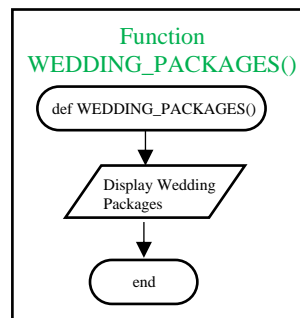 Function
WEDDING_PACKAGES()
def WEDDING_PACKAGES()
Display Wedding
Packages
end